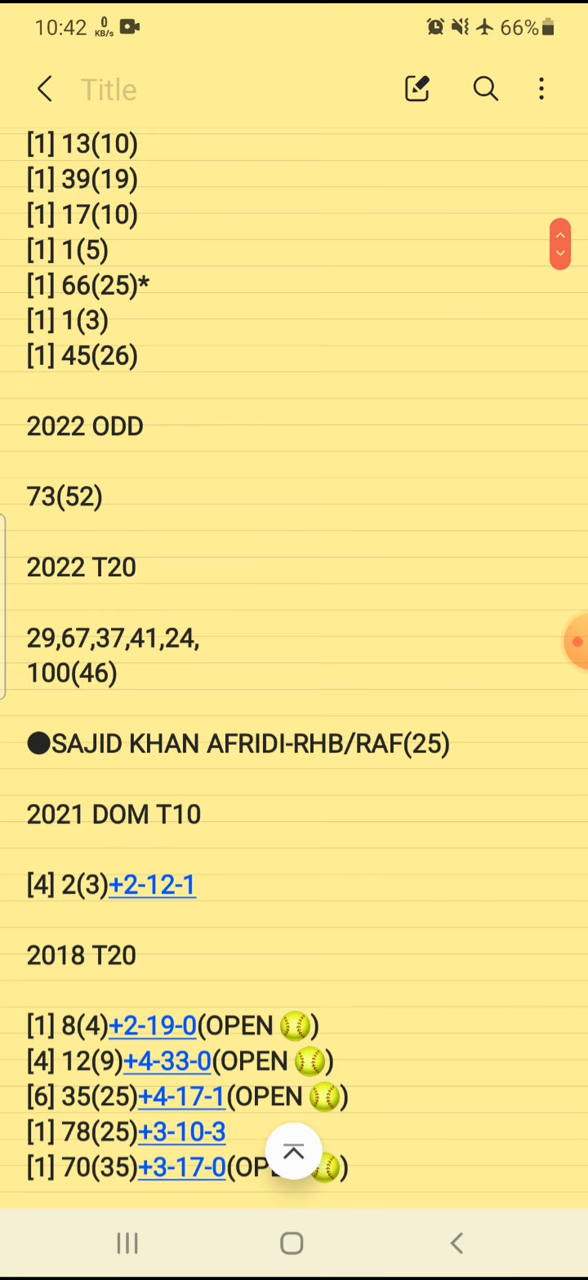 10:42 0 KB/s 66%
Title
[1] 13(10)
[1] 39(19)
[1] 17(10)
[1] 1(5)
[1] 66(25)*
[1] 1(3)
[1] 45(26)
2022 ODD
73(52)
2022 T20
29,67,37,41,24,
100(46)
●SAJID KHAN AFRIDI-RHB/RAF(25)
2021 DOM T10
[4] 2(3)+2-12-1
2018 T20
[1] 8(4)+2-19-0(OPEN 🥎)
[4] 12(9)+4-33-0(OPEN 🥎)
[6] 35(25)+4-17-1(OPEN 🥎)
[1] 78(25)+3-10-3
[1] 70(35)+3-17-0(OP 🥎)